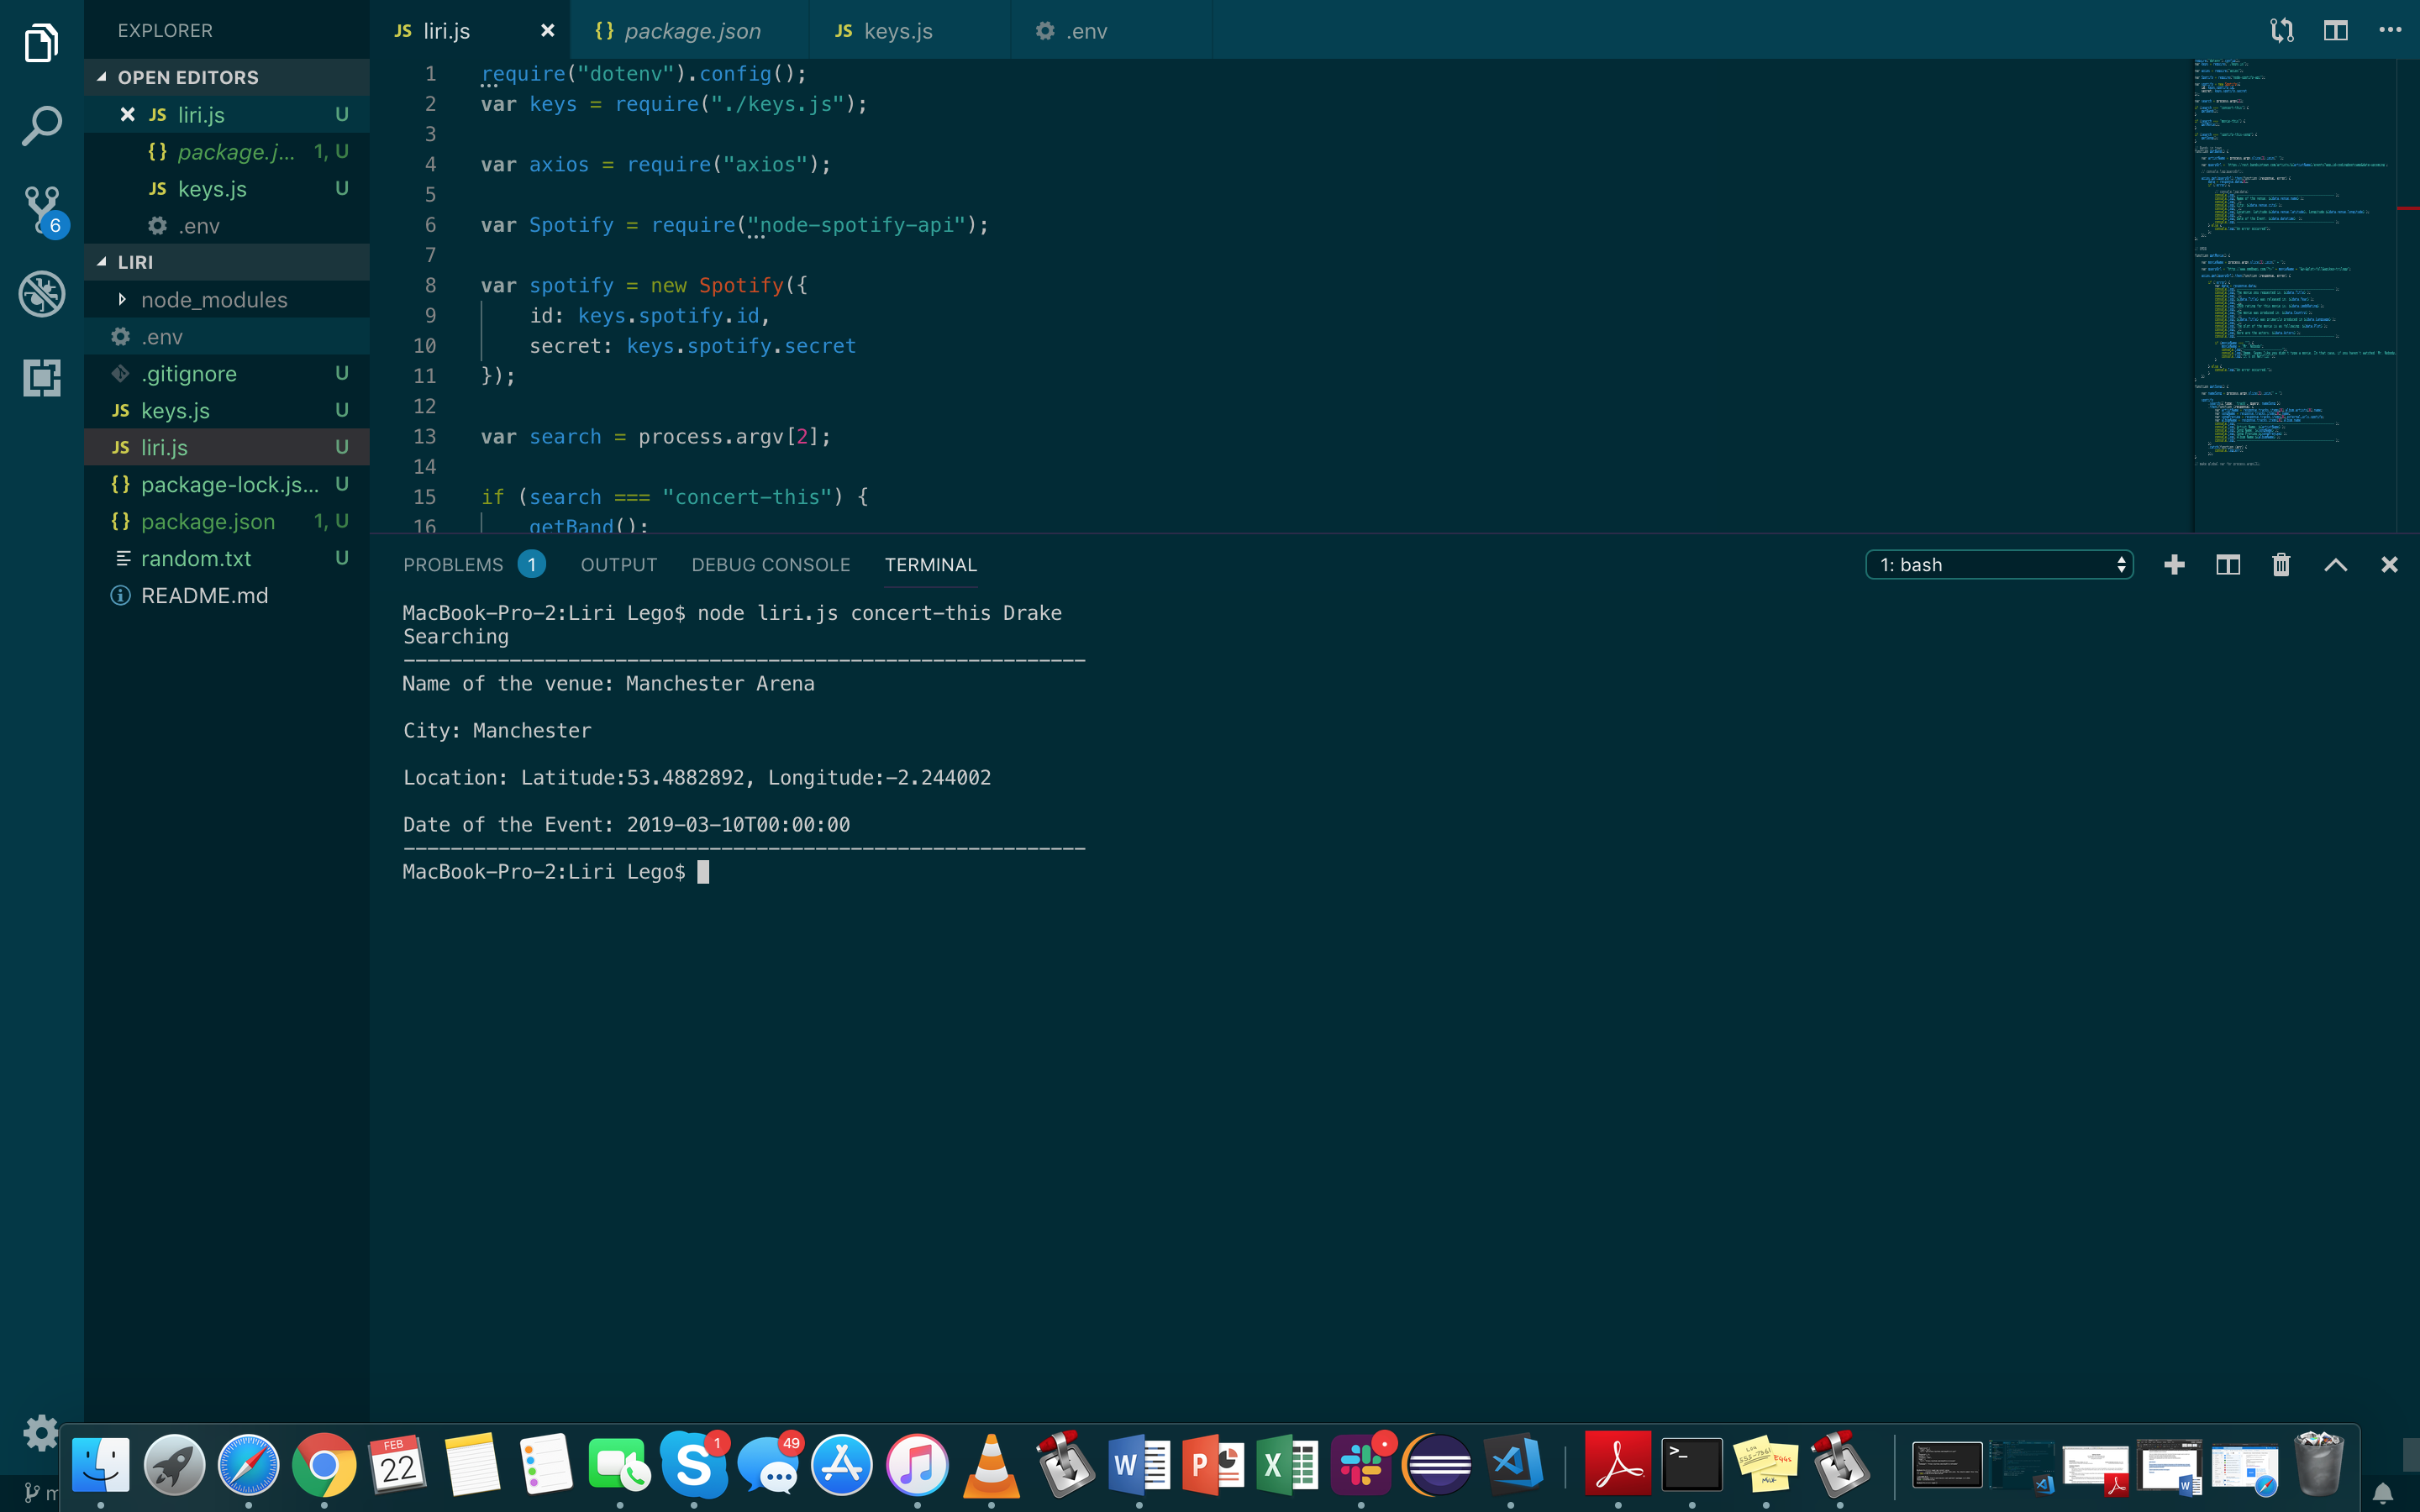 EXPLORER
OPEN EDITORS
JS liri.js U
{} package.j... 1, U
JS keys.js U
.env
LIRI
node_modules
.env
.gitignore U
JS keys.js U
JS liri.js U
{} package-lock.js... U
{} package.json 1, U
random.txt U
README.md
6
JS liri.js
{} package.json
JS keys.js
.env
1 require("dotenv").config();
2 var keys = require("./keys.js");
3
4 var axios = require("axios");
5
6 var Spotify = require("node-spotify-api");
7
8 var spotify = new Spotify({
9 id: keys.spotify.id,
10 secret: keys.spotify.secret
11 });
12
13 var search = process.argv[2];
14
15 if (search === "concert-this") {
16 getBand();
PROBLEMS 1 OUTPUT DEBUG CONSOLE TERMINAL
1: bash
MacBook-Pro-2:Liri Lego$ node liri.js concert-this Drake
Searching
---------------------------------------------------------
Name of the venue: Manchester Arena
City: Manchester
Location: Latitude:53.4882892, Longitude:-2.244002
Date of the Event: 2019-03-10T00:00:00
---------------------------------------------------------
MacBook-Pro-2:Liri Lego$
FEB
22
1
49
W
P
X
>_